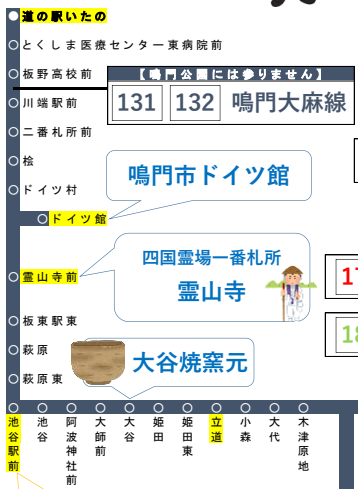 道の駅いたの
とくしま医療センター東病院前
板野高校前
【鳴門公園には参りません】
131 132 鳴門大麻線
川端駅前
二番札所前
桧
ドイツ村
鳴門市ドイツ館
ドイツ館
四国霊場一番札所
霊山寺
霊山寺前
板東駅東
萩原
大谷焼窯元
萩原東
池谷駅前
池谷
阿波神社前
大師前
大谷
姫田
姫田東
立道
小森
大代
木津原地